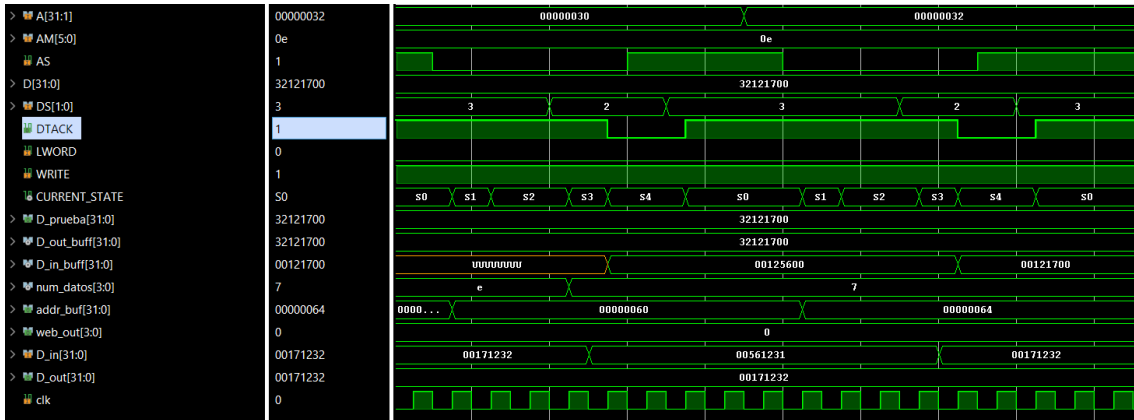 A[31:1] 00000032 00000030 00000032
AM[5:0] 0e 0e
AS 1
D[31:0] 32121700 32121700
DS[1:0] 3 3 2 3 2 3
DTACK 1
LWORD 0
WRITE 1
CURRENT_STATE S0 s0 s1 s2 s3 s4 s0 s1 s2 s3 s4 s0
D_prueba[31:0] 32121700 32121700
D_out_buff[31:0] 32121700 32121700
D_in_buff[31:0] 00121700 UUUUUUUU 00125600 00121700
num_datos[3:0] 7 e 7
addr_buf[31:0] 00000064 0000... 00000060 00000064
web_out[3:0] 0 0
D_in[31:0] 00171232 00171232 00561231 00171232
D_out[31:0] 00171232 00171232
clk 0